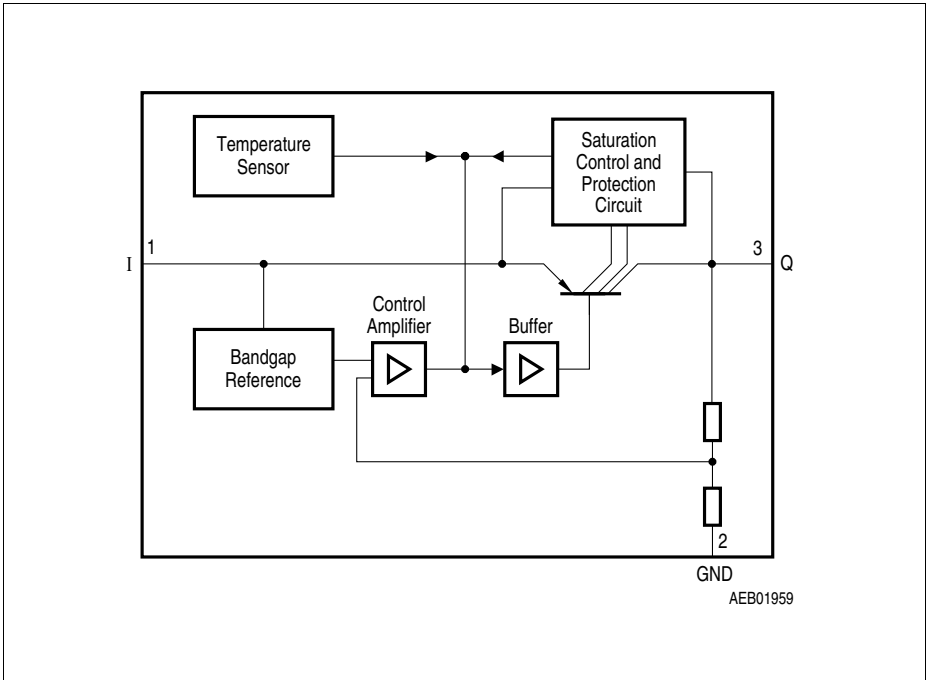 Temperature
Sensor
Saturation
Control and
Protection
Circuit
1
I
3
Q
Control
Amplifier
Buffer
Bandgap
Reference
2
GND
AEB01959